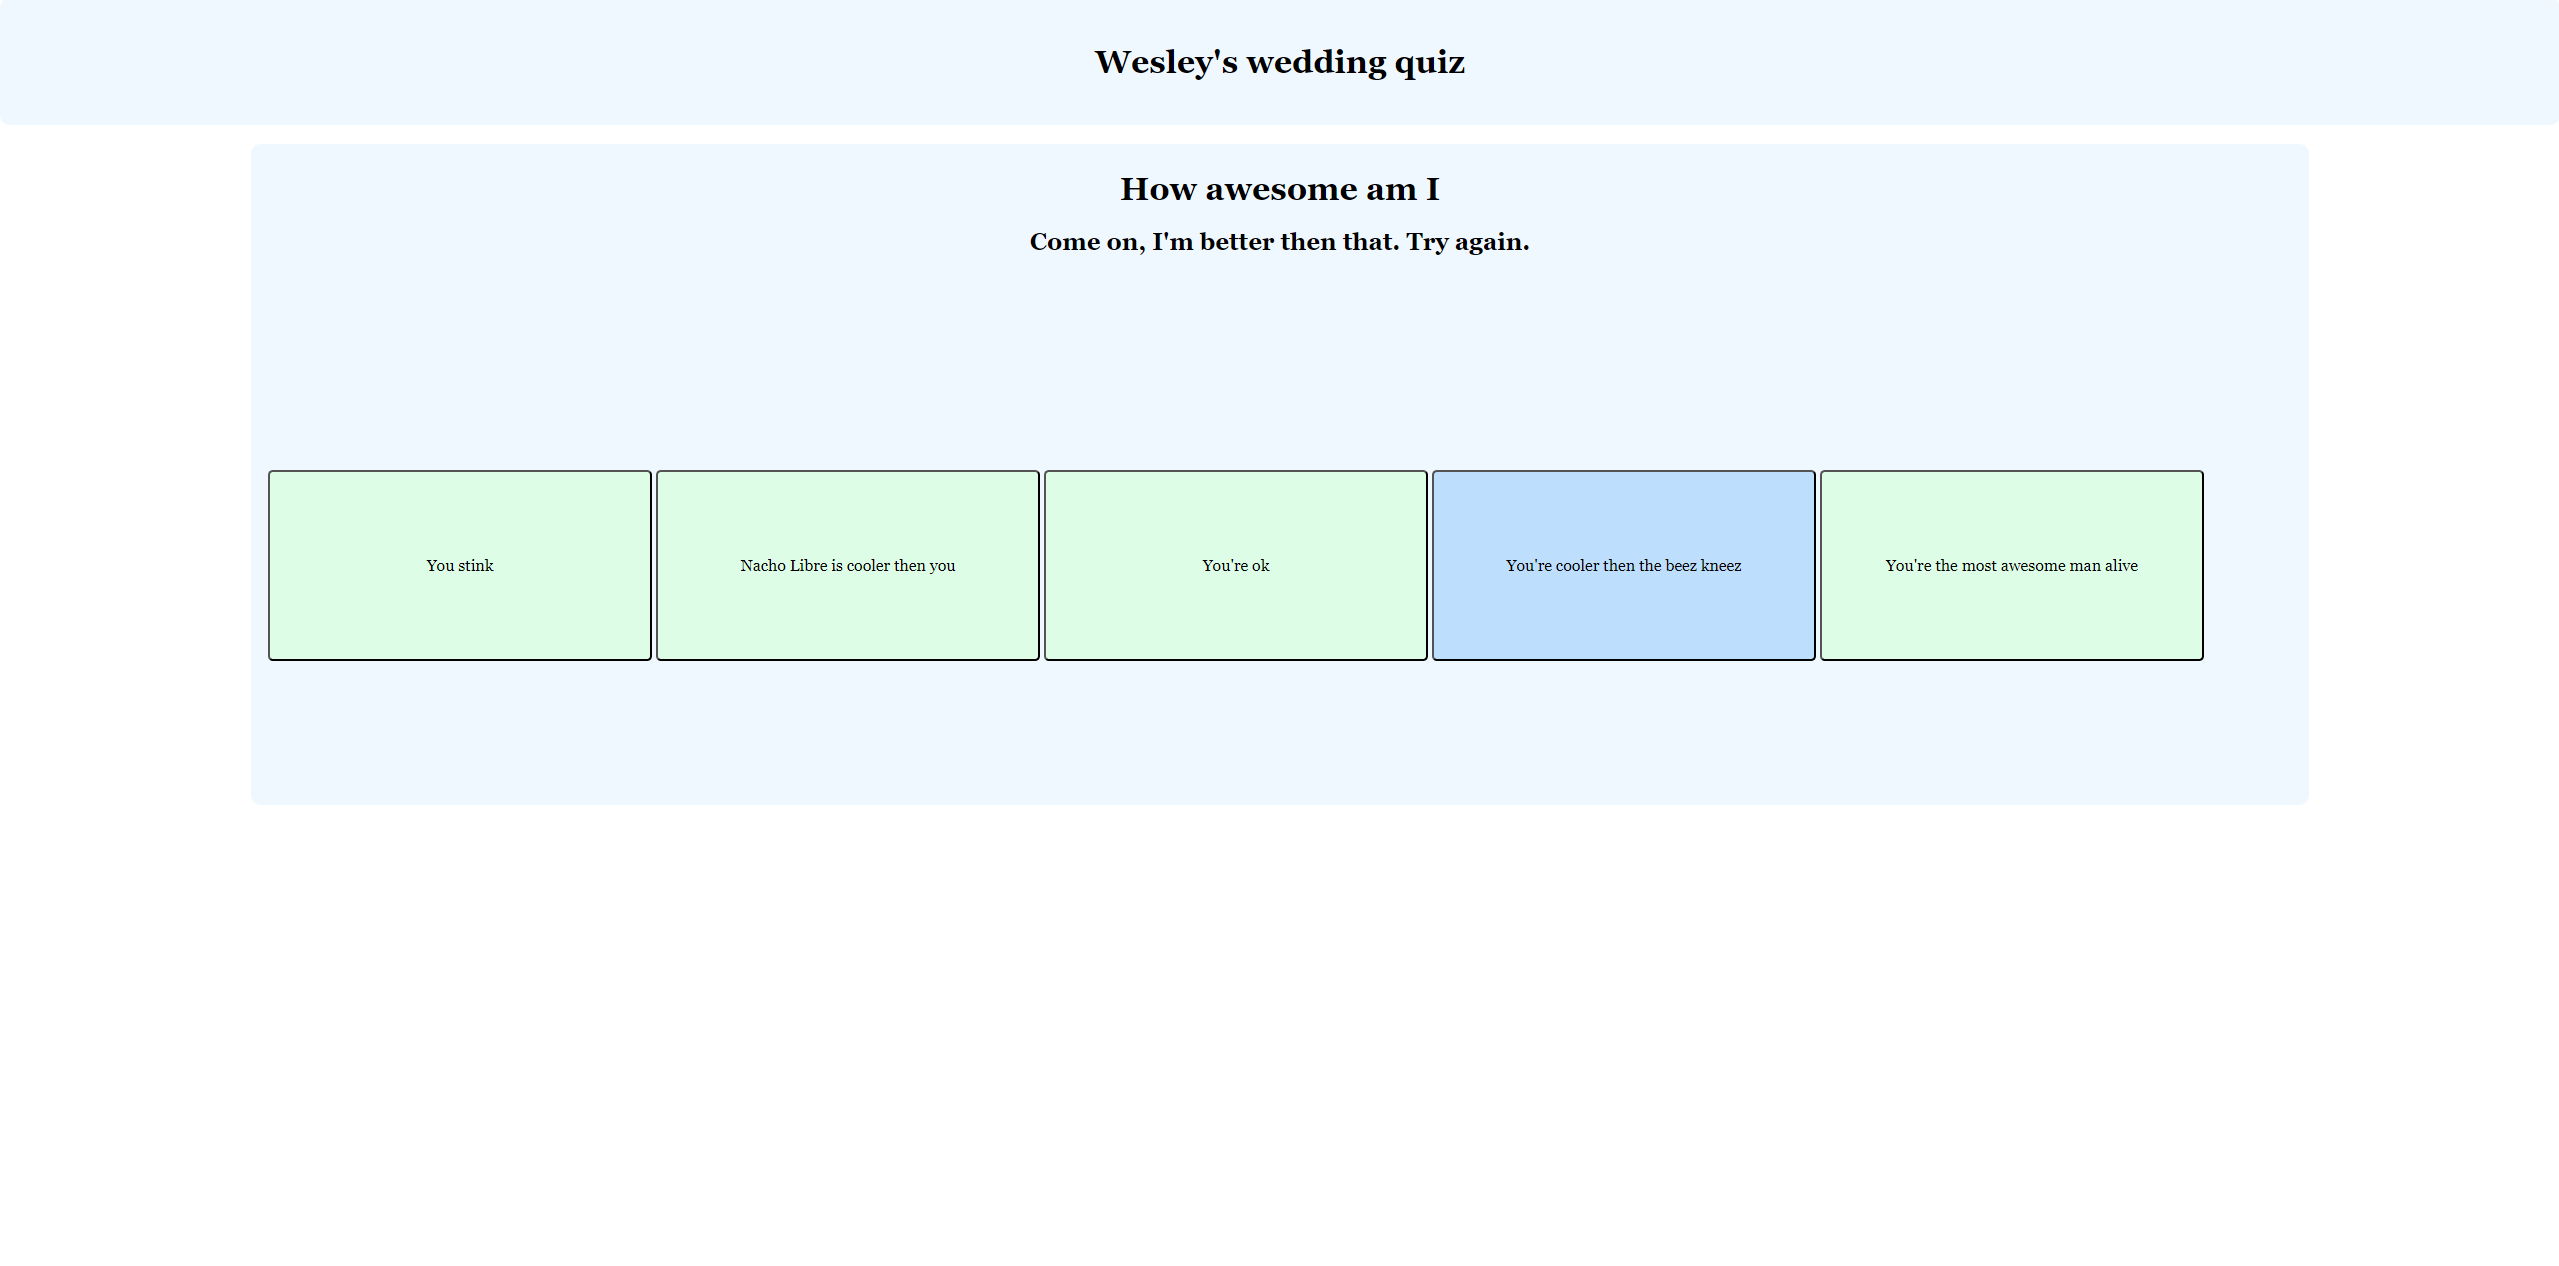 Wesley's wedding quiz
How awesome am I
Come on, I'm better then that. Try again.
You stink
Nacho Libre is cooler then you
You're ok
You're cooler then the beez kneez
You're the most awesome man alive